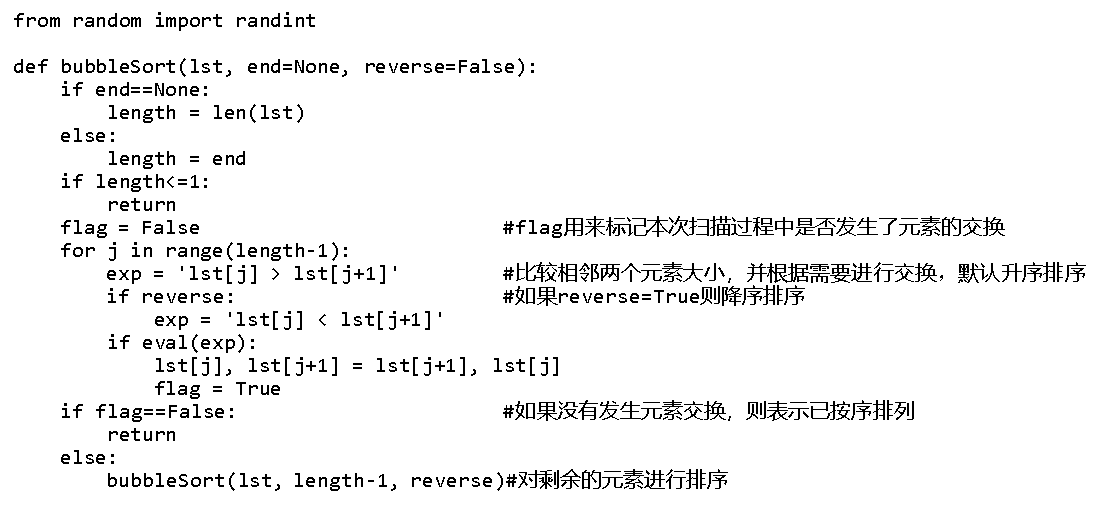 from random import randint
def bubbleSort(lst, end=None, reverse=False):
    if end==None:
        length = len(lst)
    else:
        length = end
    if length<=1:
        return
    flag = False                          #flag用来标记本次扫描过程中是否发生了元素的交换
    for j in range(length-1):
        exp = 'lst[j] > lst[j+1]'         #比较相邻两个元素大小，并根据需要进行交换，默认升序排序
        if reverse:                       #如果reverse=True则降序排序
            exp = 'lst[j] < lst[j+1]'
        if eval(exp):
            lst[j], lst[j+1] = lst[j+1], lst[j]
            flag = True
    if flag==False:                       #如果没有发生元素交换，则表示已按序排列
        return
    else:
        bubbleSort(lst, length-1, reverse)#对剩余的元素进行排序